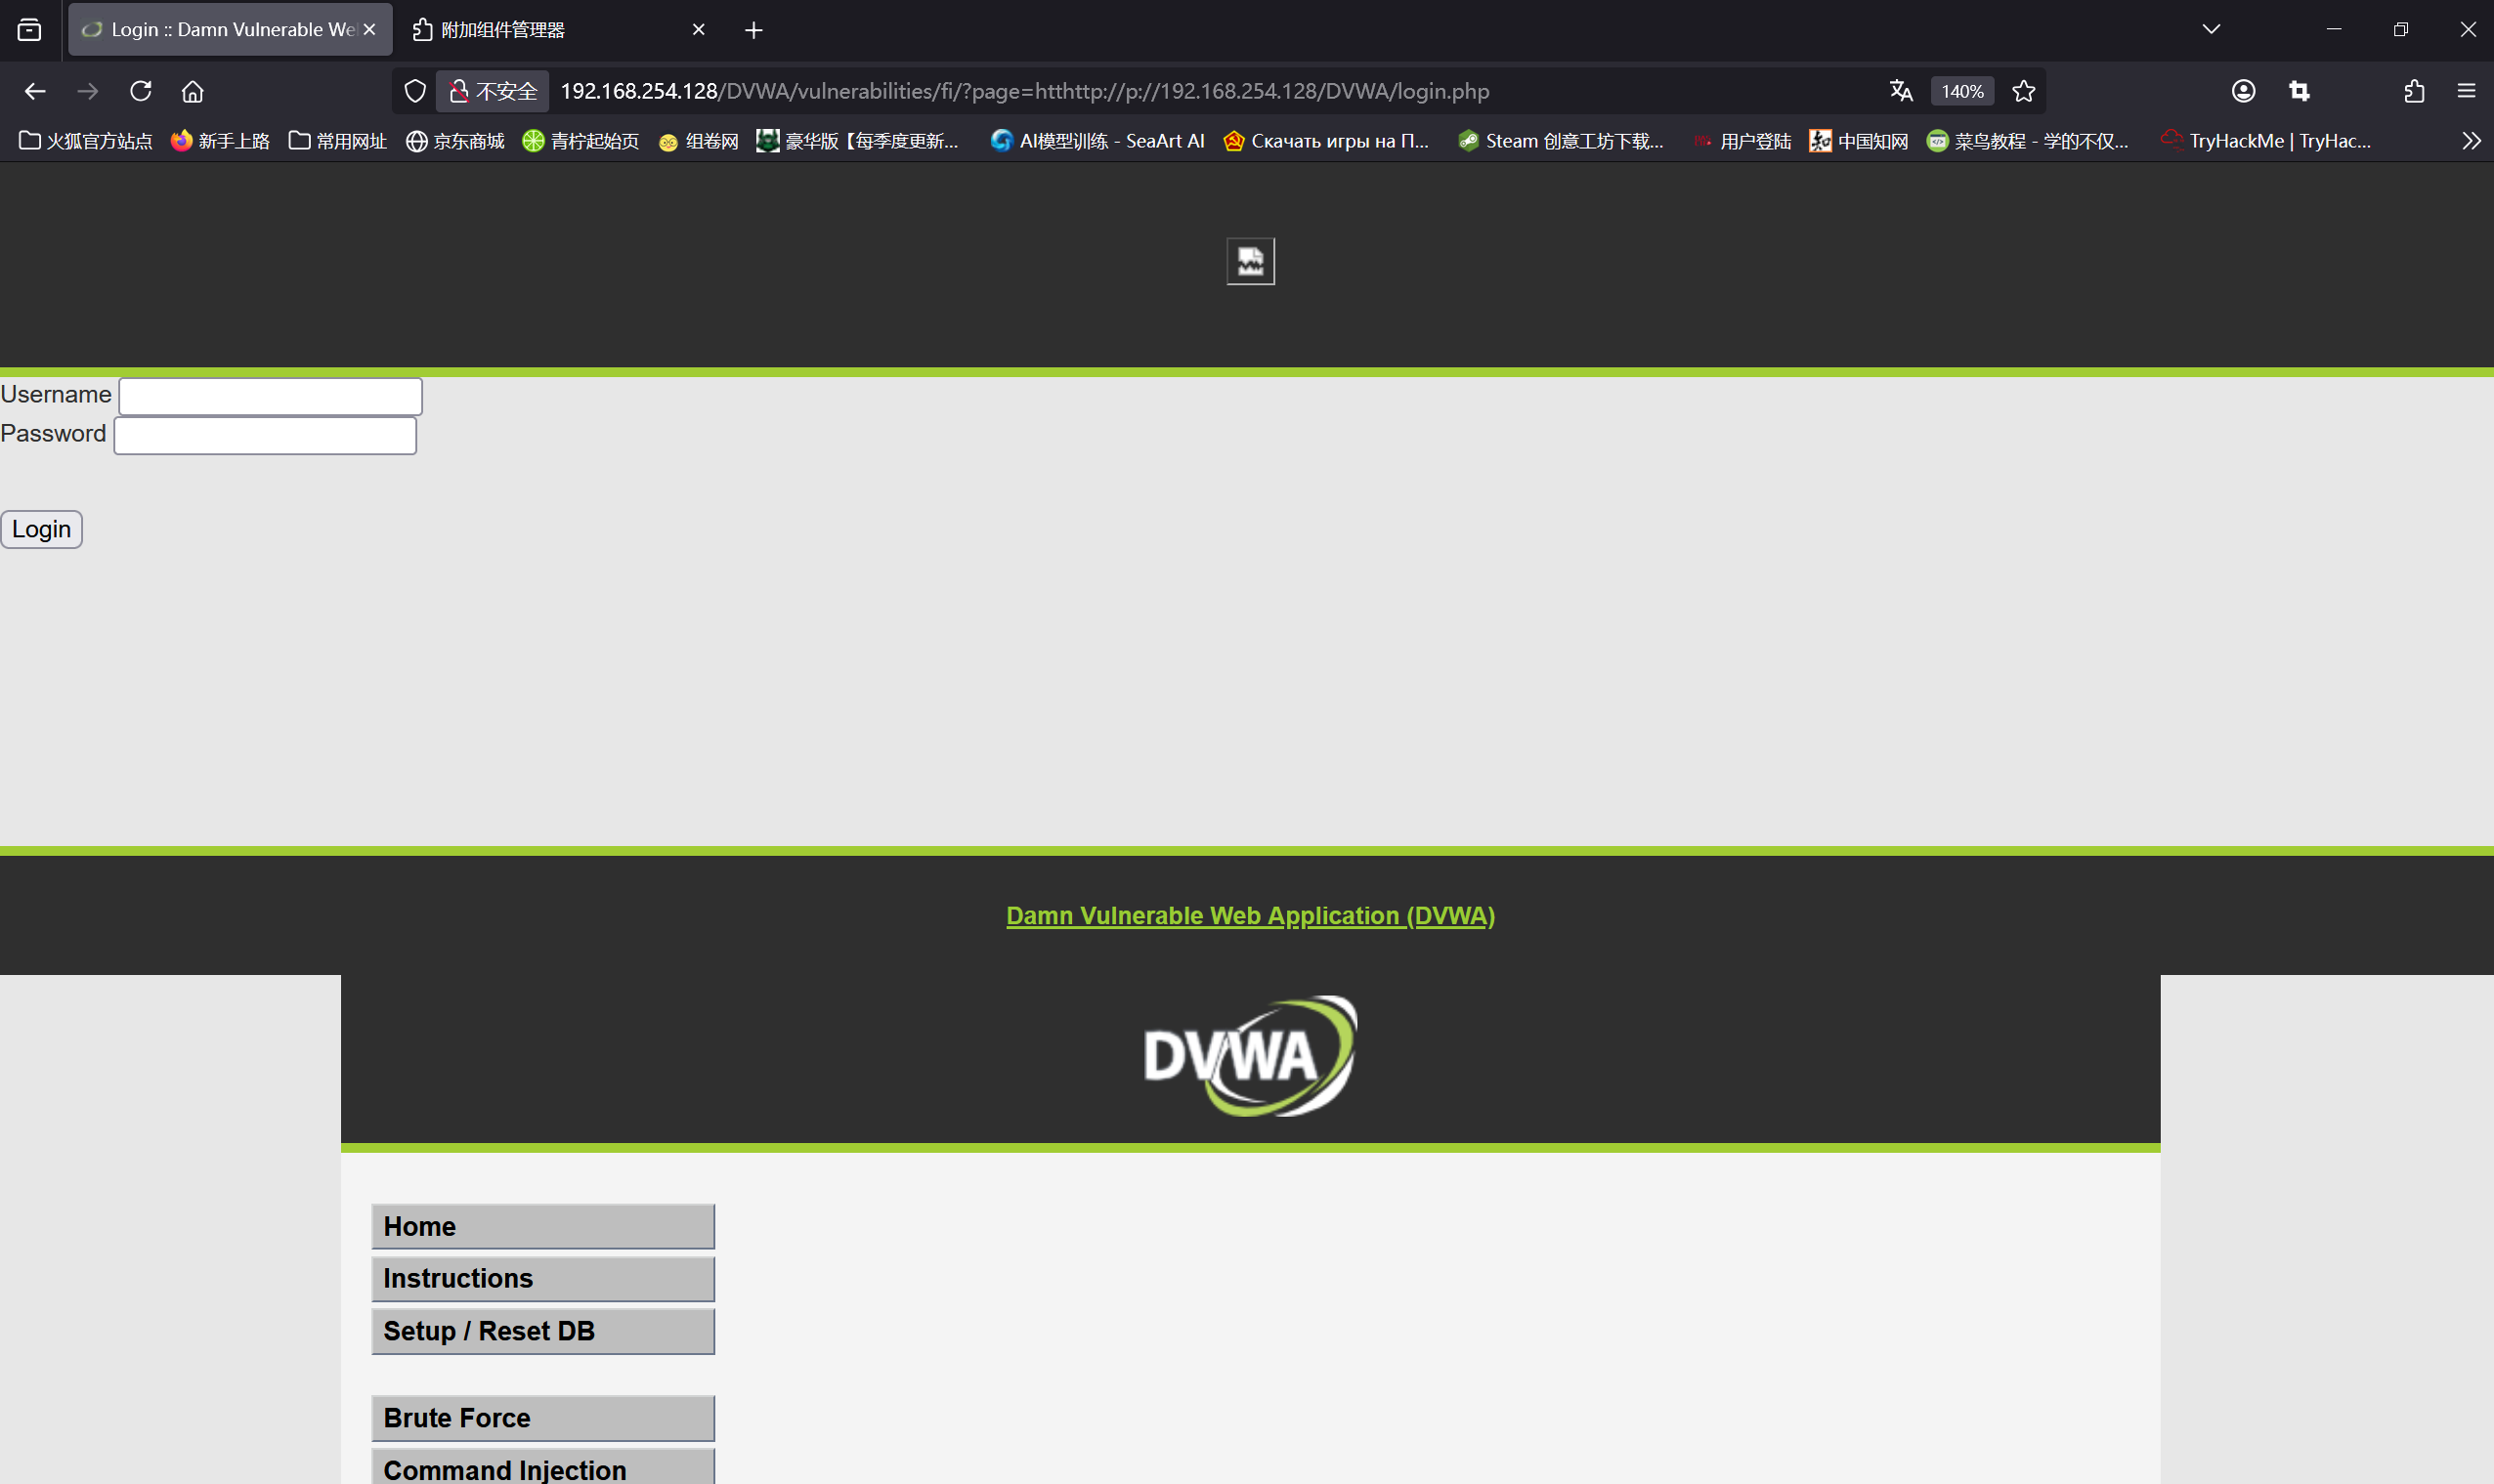 Login :: Damn Vulnerable We
附加组件管理器
不安全
192.168.254.128/DVWA/vulnerabilities/fi/?page=htthttp://p://192.168.254.128/DVWA/login.php
140%
火狐官方站点
新手上路
常用网址
京东商城
青柠起始页
组卷网
豪华版【每季度更新...
AI模型训练 - SeaArt AI
Скачать игры на П...
Steam 创意工坊下载...
用户登陆
中国知网
菜鸟教程 - 学的不仅...
TryHackMe | TryHac...
Username
Password
Login
Damn Vulnerable Web Application (DVWA)
DVWA
Home
Instructions
Setup / Reset DB
Brute Force
Command Injection